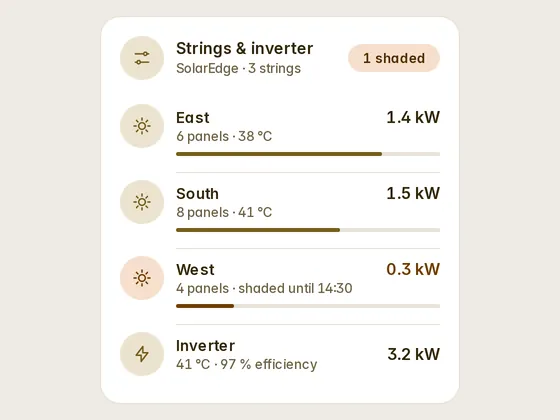 Strings & inverter
SolarEdge · 3 strings
1 shaded
East
1.4 kW
6 panels · 38 °C
South
1.5 kW
8 panels · 41 °C
West
0.3 kW
4 panels · shaded until 14:30
Inverter
41 °C · 97 % efficiency
3.2 kW